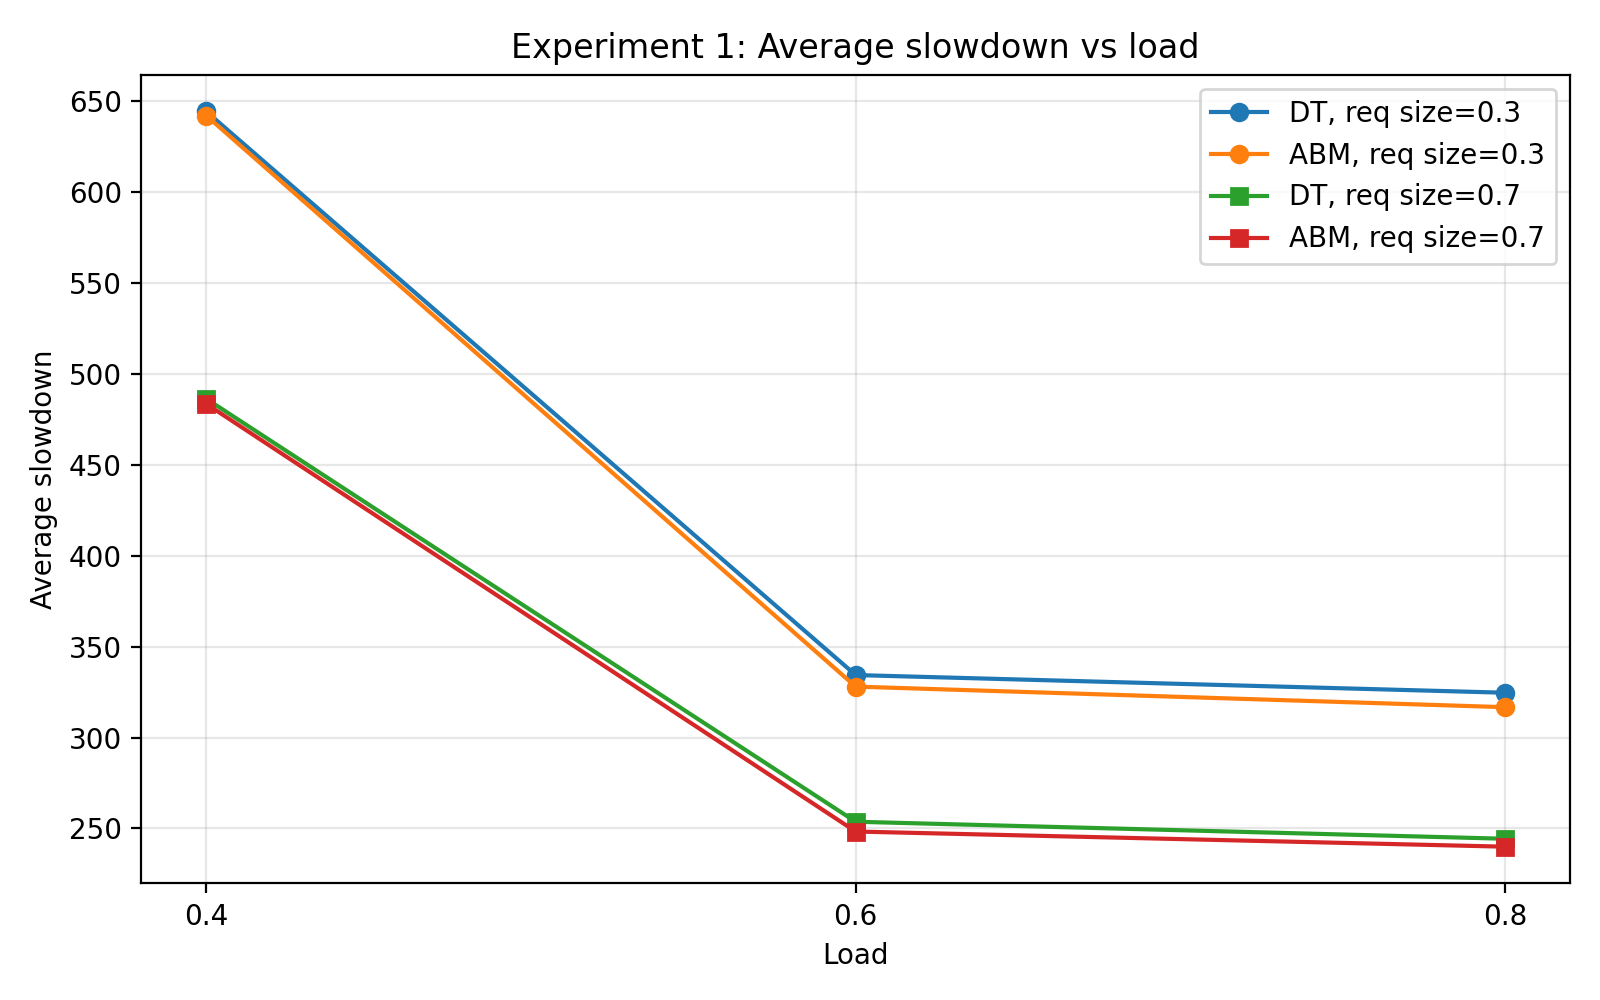 Experiment 1: Average slowdown vs load
DT, req size=0.3
ABM, req size=0.3
DT, req size=0.7
ABM, req size=0.7
Average slowdown
650
600
550
500
450
400
350
300
250
0.4 0.6 0.8
Load